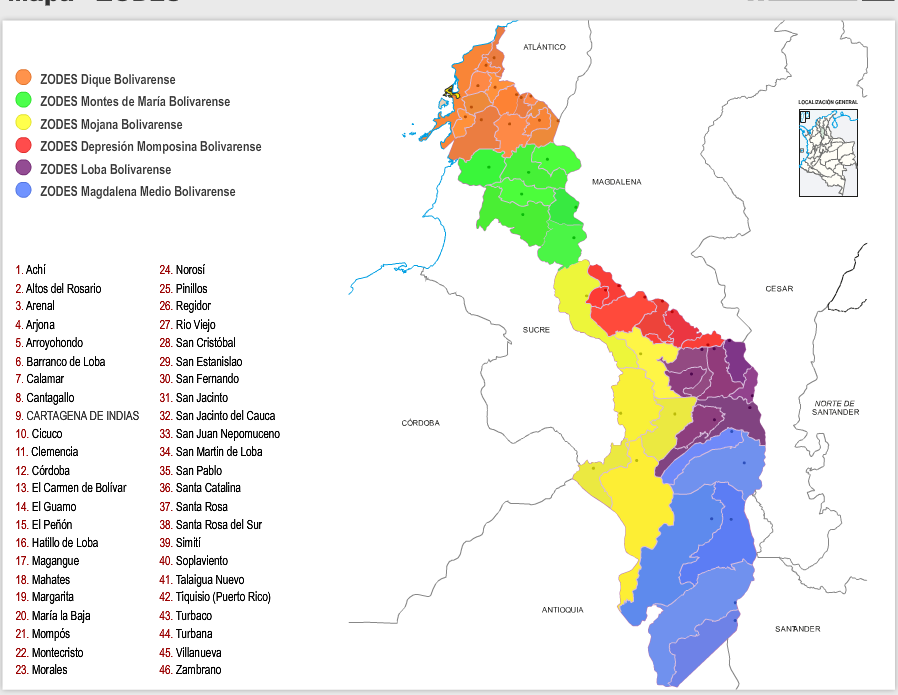 Mapa - ZODES
ATLÁNTICO
ZODES Dique Bolivarense
ZODES Montes de María Bolivarense
ZODES Mojana Bolivarense
ZODES Depresión Momposina Bolivarense
ZODES Loba Bolivarense
ZODES Magdalena Medio Bolivarense
LOCALIZACIÓN GENERAL
MAGDALENA
CESAR
SUCRE
NORTE DE
SANTANDER
CÓRDOBA
ANTIOQUIA
SANTANDER
1. Achí
2. Altos del Rosario
3. Arenal
4. Arjona
5. Arroyohondo
6. Barranco de Loba
7. Calamar
8. Cantagallo
9. CARTAGENA DE INDIAS
10. Cicuco
11. Clemencia
12. Córdoba
13. El Carmen de Bolívar
14. El Guamo
15. El Peñón
16. Hatillo de Loba
17. Magangue
18. Mahates
19. Margarita
20. María la Baja
21. Mompós
22. Montecristo
23. Morales
24. Norosí
25. Pinillos
26. Regidor
27. Rio Viejo
28. San Cristóbal
29. San Estanislao
30. San Fernando
31. San Jacinto
32. San Jacinto del Cauca
33. San Juan Nepomuceno
34. San Martin de Loba
35. San Pablo
36. Santa Catalina
37. Santa Rosa
38. Santa Rosa del Sur
39. Simití
40. Soplaviento
41. Talaigua Nuevo
42. Tiquisio (Puerto Rico)
43. Turbaco
44. Turbana
45. Villanueva
46. Zambrano